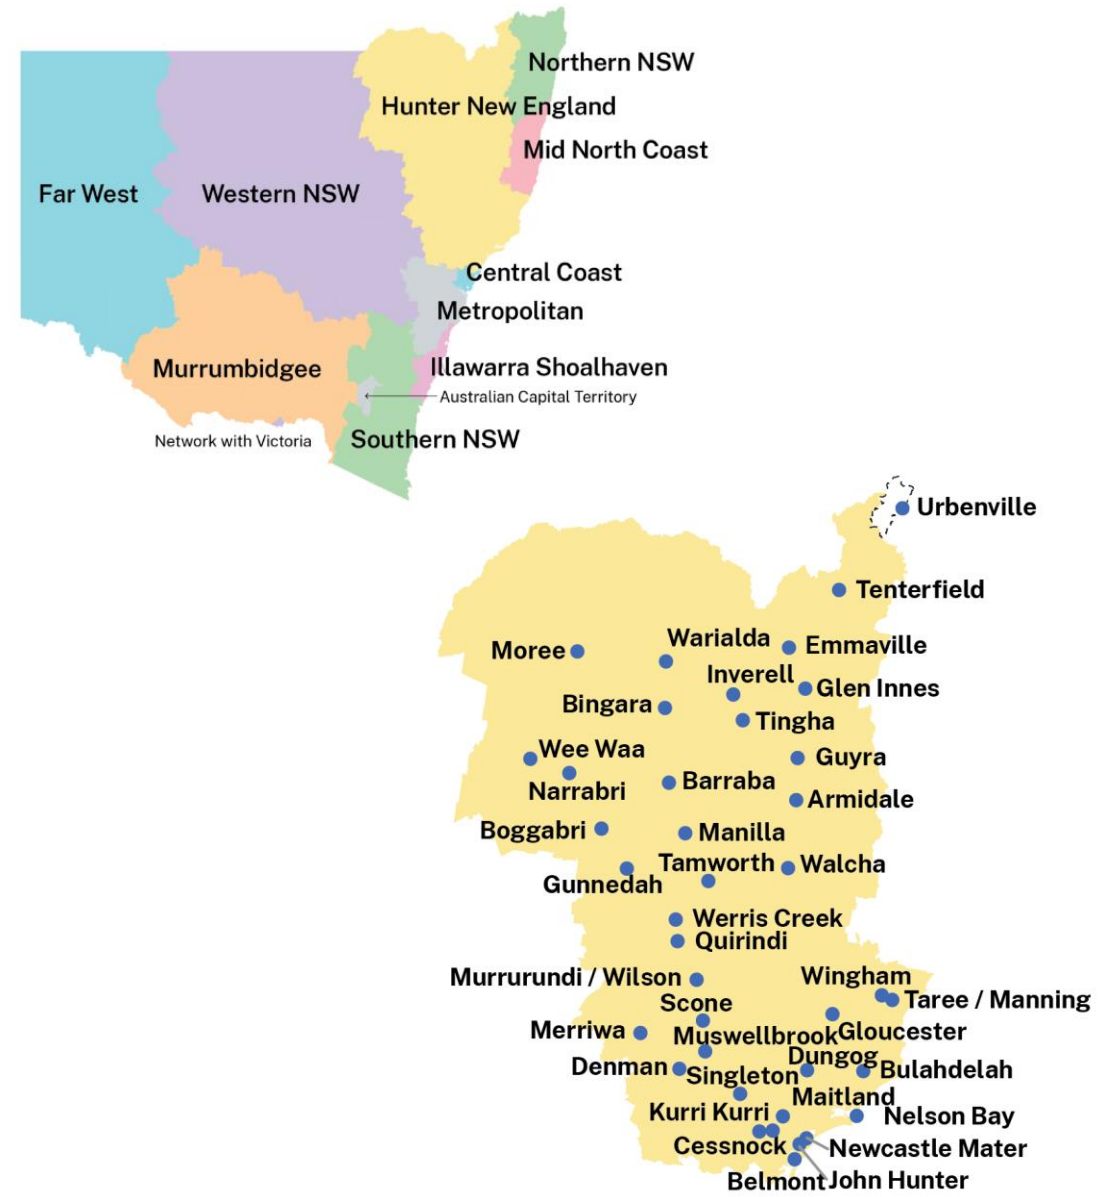 Northern NSW
Hunter New England
Mid North Coast
Far West
Western NSW
Central Coast
Metropolitan
Murrumbidgee
Illawarra Shoalhaven
Australian Capital Territory
Network with Victoria
Southern NSW
Urbenville
Tenterfield
Warialda
Emmaville
Moree
Inverell
Glen Innes
Bingara
Tingha
Wee Waa
Guyra
Narrabri
Barraba
Armidale
Boggabri
Manilla
Tamworth
Walcha
Gunnedah
Werris Creek
Quirindi
Murrurundi / Wilson
Wingham
Taree / Manning
Scone
Merriwa
Muswellbrook
Gloucester
Dungog
Denman
Singleton
Bulahdelah
Maitland
Kurri Kurri
Nelson Bay
Cessnock
Newcastle Mater
Belmont
John Hunter